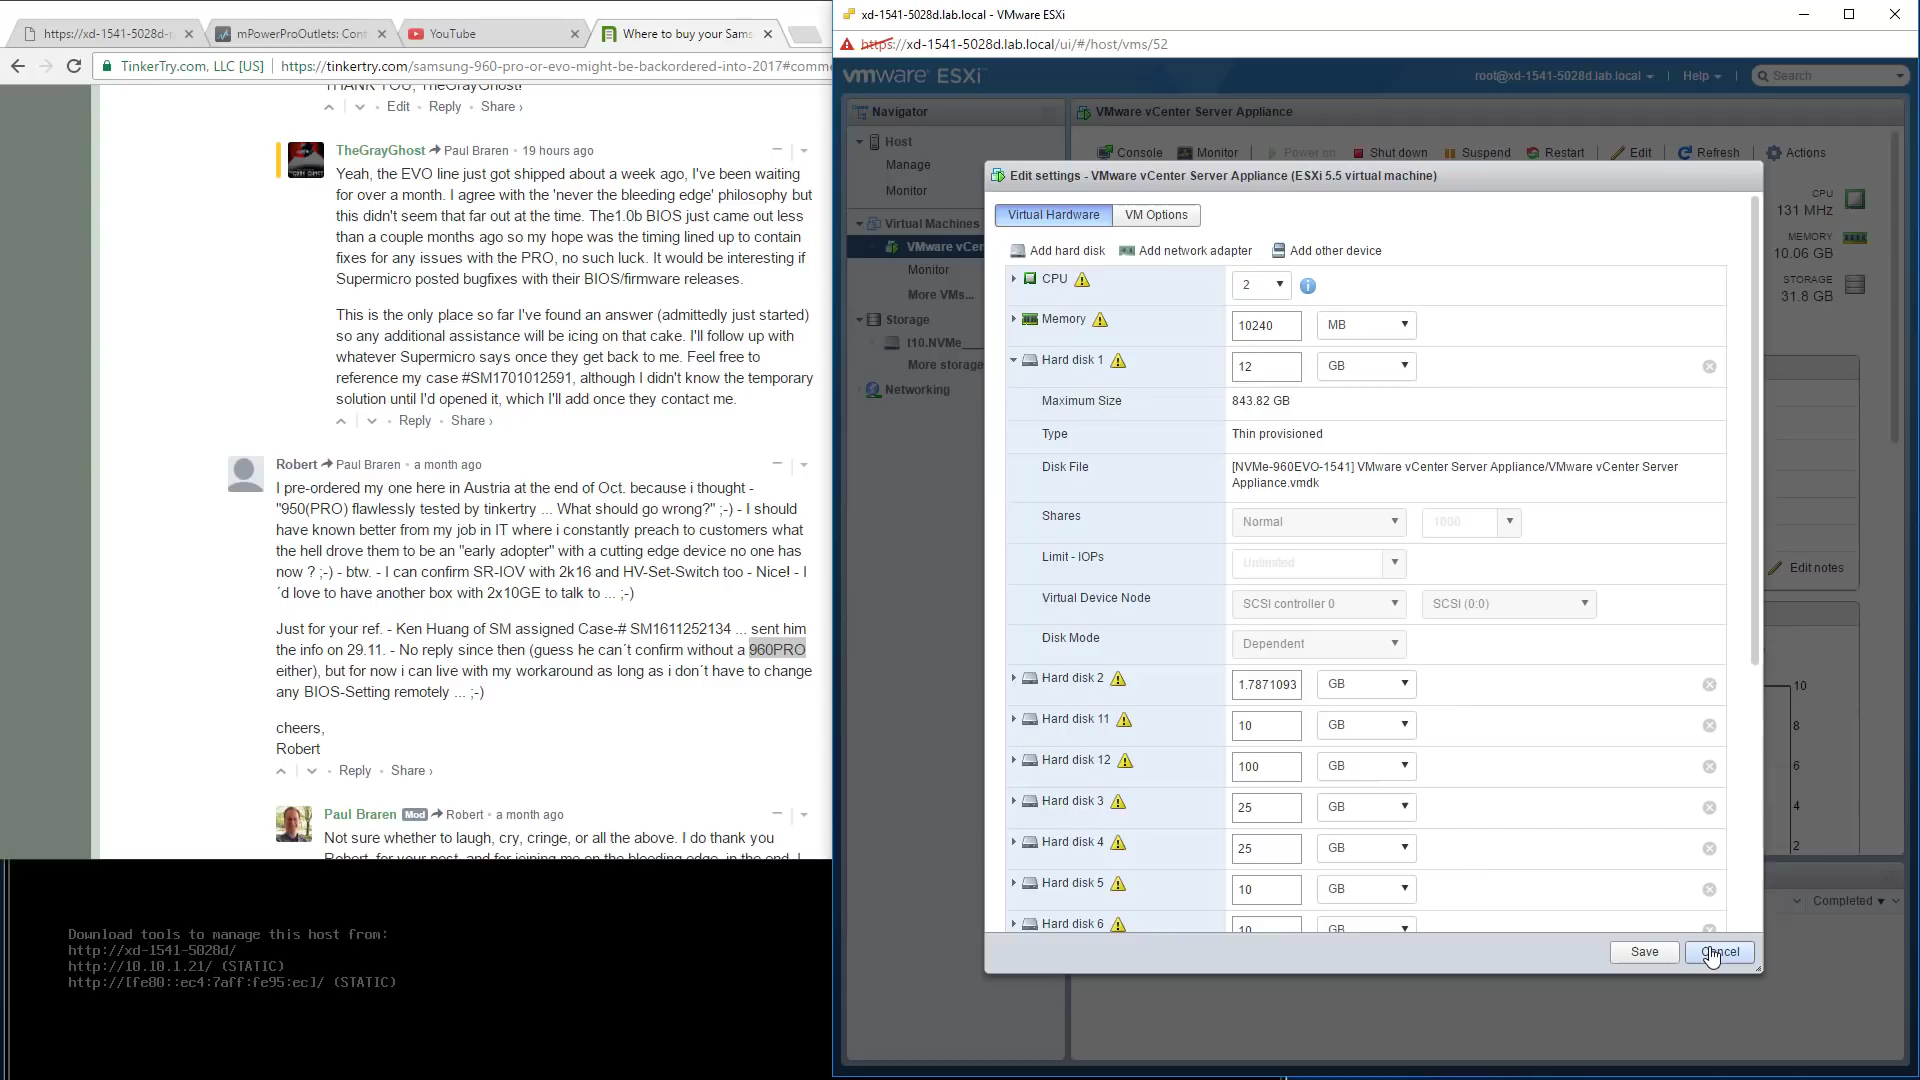 https://xd-1541-5028d-r
mPowerProOutlets: Cont
YouTube
Where to buy your Sams
TinkerTry.com, LLC [US]
https://tinkertry.com/samsung-960-pro-or-evo-might-be-backordered-into-2017#comme
THANK YOU, TheGrayGhost!
Edit
Reply
Share ›
TheGrayGhost
Paul Braren • 19 hours ago
Yeah, the EVO line just got shipped about a week ago, I've been waiting
for over a month. I agree with the 'never the bleeding edge' philosophy but
this didn't seem that far out at the time. The1.0b BIOS just came out less
than a couple months ago so my hope was the timing lined up to contain
fixes for any issues with the PRO, no such luck. It would be interesting if
Supermicro posted bugfixes with their BIOS/firmware releases.
This is the only place so far I've found an answer (admittedly just started)
so any additional assistance will be icing on that cake. I'll follow up with
whatever Supermicro says once they get back to me. Feel free to
reference my case #SM1701012591, although I didn't know the temporary
solution until I'd opened it, which I'll add once they contact me.
Reply
Share ›
Robert
Paul Braren • a month ago
I pre-ordered my one here in Austria at the end of Oct. because i thought -
"950(PRO) flawlessly tested by tinkertry ... What should go wrong?" ;-) - I should
have known better from my job in IT where i constantly preach to customers what
the hell drove them to be an "early adopter" with a cutting edge device no one has
now ? ;-) - btw. - I can confirm SR-IOV with 2k16 and HV-Set-Switch too - Nice! - I
´d love to have another box with 2x10GE to talk to ... ;-)
Just for your ref. - Ken Huang of SM assigned Case-# SM1611252134 ... sent him
the info on 29.11. - No reply since then (guess he can´t confirm without a 960PRO
either), but for now i can live with my workaround as long as i don´t have to change
any BIOS-Setting remotely ... ;-)
cheers,
Robert
Reply
Share ›
Paul Braren
Mod
Robert • a month ago
Not sure whether to laugh, cry, cringe, or all the above. I do thank you
Robert, for your post, and for joining me on the bleeding edge, in the end, I
Download tools to manage this host from:
http://xd-1541-5028d/
http://10.10.1.21/ (STATIC)
http://[fe80::ec4:7aff:fe95:ec]/ (STATIC)
xd-1541-5028d.lab.local - VMware ESXi
https://xd-1541-5028d.lab.local/ui/#/host/vms/52
vmware ESXi™
root@xd-1541-5028d.lab.local
Help
Search
Navigator
Host
Manage
Monitor
Virtual Machines
VMware vCen
Monitor
More VMs...
Storage
t10.NVMe____
More storage
Networking
VMware vCenter Server Appliance
Console
Monitor
Power on
Shut down
Suspend
Restart
Edit
Refresh
Actions
CPU
131 MHz
MEMORY
10.06 GB
STORAGE
31.8 GB
Edit notes
10
8
6
4
2
Completed
Edit settings - VMware vCenter Server Appliance (ESXi 5.5 virtual machine)
Virtual Hardware
VM Options
Add hard disk
Add network adapter
Add other device
CPU
2
Memory
10240
MB
Hard disk 1
12
GB
Maximum Size
843.82 GB
Type
Thin provisioned
Disk File
[NVMe-960EVO-1541] VMware vCenter Server Appliance/VMware vCenter Server
Appliance.vmdk
Shares
Normal
1000
Limit - IOPs
Unlimited
Virtual Device Node
SCSI controller 0
SCSI (0:0)
Disk Mode
Dependent
Hard disk 2
1.7871093
GB
Hard disk 11
10
GB
Hard disk 12
100
GB
Hard disk 3
25
GB
Hard disk 4
25
GB
Hard disk 5
10
GB
Hard disk 6
10
GB
Save
Cancel